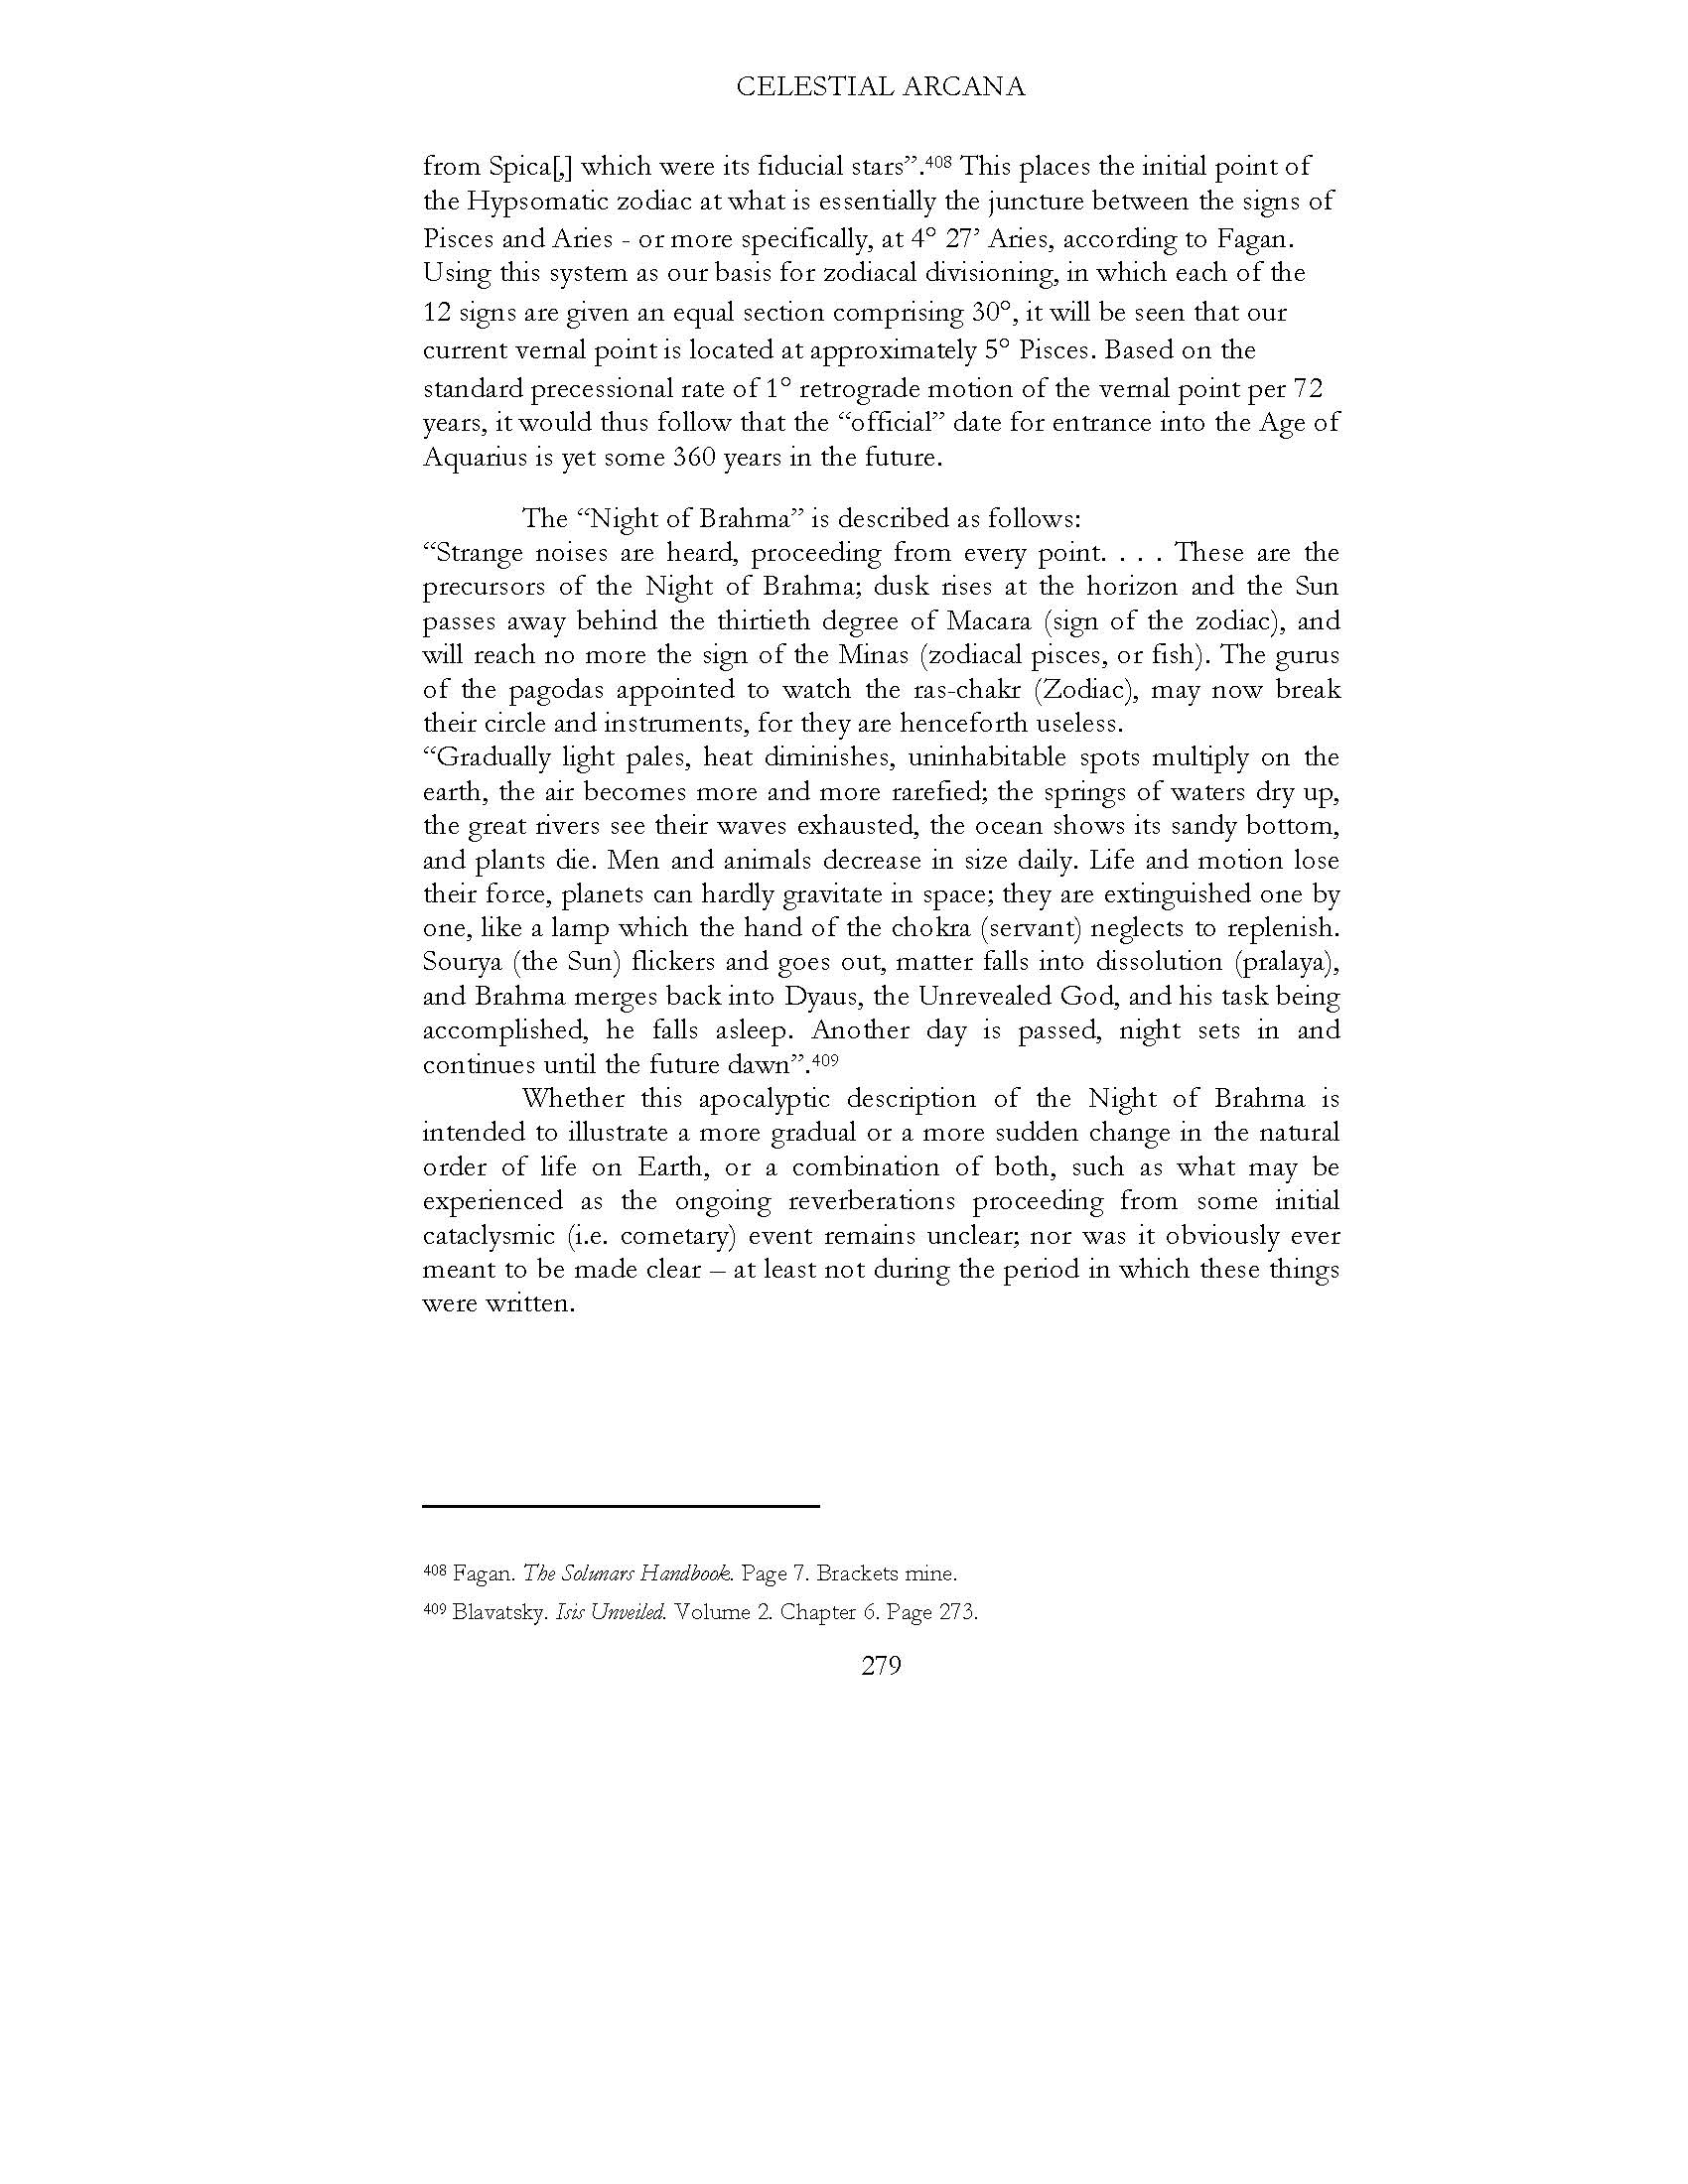 CELESTIAL ARCANA
from Spica[,] which were its fiducial stars”.408 This places the initial point of
the Hypsomatic zodiac at what is essentially the juncture between the signs of
Pisces and Aries - or more specifically, at 4° 27’ Aries, according to Fagan.
Using this system as our basis for zodiacal divisioning, in which each of the
12 signs are given an equal section comprising 30°, it will be seen that our
current vernal point is located at approximately 5° Pisces. Based on the
standard precessional rate of 1° retrograde motion of the vernal point per 72
years, it would thus follow that the “official” date for entrance into the Age of
Aquarius is yet some 360 years in the future.
The “Night of Brahma” is described as follows:
“Strange noises are heard, proceeding from every point. . . . These are the
precursors of the Night of Brahma; dusk rises at the horizon and the Sun
passes away behind the thirtieth degree of Macara (sign of the zodiac), and
will reach no more the sign of the Minas (zodiacal pisces, or fish). The gurus
of the pagodas appointed to watch the ras-chakr (Zodiac), may now break
their circle and instruments, for they are henceforth useless.
“Gradually light pales, heat diminishes, uninhabitable spots multiply on the
earth, the air becomes more and more rarefied; the springs of waters dry up,
the great rivers see their waves exhausted, the ocean shows its sandy bottom,
and plants die. Men and animals decrease in size daily. Life and motion lose
their force, planets can hardly gravitate in space; they are extinguished one by
one, like a lamp which the hand of the chokra (servant) neglects to replenish.
Sourya (the Sun) flickers and goes out, matter falls into dissolution (pralaya),
and Brahma merges back into Dyaus, the Unrevealed God, and his task being
accomplished, he falls asleep. Another day is passed, night sets in and
continues until the future dawn”.409
Whether this apocalyptic description of the Night of Brahma is
intended to illustrate a more gradual or a more sudden change in the natural
order of life on Earth, or a combination of both, such as what may be
experienced as the ongoing reverberations proceeding from some initial
cataclysmic (i.e. cometary) event remains unclear; nor was it obviously ever
meant to be made clear – at least not during the period in which these things
were written.
408 Fagan. The Solunars Handbook. Page 7. Brackets mine.
409 Blavatsky. Isis Unveiled. Volume 2. Chapter 6. Page 273.
279